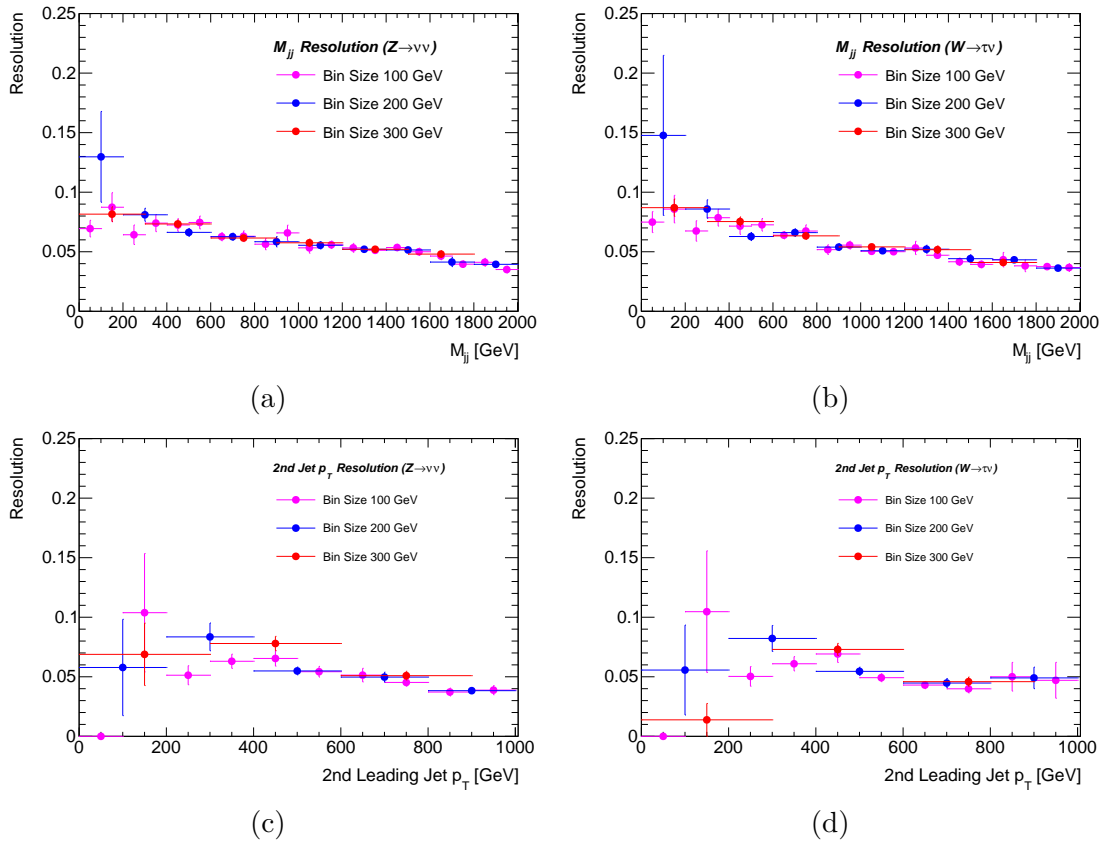 Resolution
0.25
0.2
0.15
0.1
0.05
0
M_jj Resolution (Z→νν)
Bin Size 100 GeV
Bin Size 200 GeV
Bin Size 300 GeV
0 200 400 600 800 1000 1200 1400 1600 1800 2000
M_jj [GeV]
(a)
Resolution
0.25
0.2
0.15
0.1
0.05
0
M_jj Resolution (W→τν)
Bin Size 100 GeV
Bin Size 200 GeV
Bin Size 300 GeV
0 200 400 600 800 1000 1200 1400 1600 1800 2000
M_jj [GeV]
(b)
Resolution
0.25
0.2
0.15
0.1
0.05
0
2nd Jet p_T Resolution (Z→νν)
Bin Size 100 GeV
Bin Size 200 GeV
Bin Size 300 GeV
0 200 400 600 800 1000
2nd Leading Jet p_T [GeV]
(c)
Resolution
0.25
0.2
0.15
0.1
0.05
0
2nd Jet p_T Resolution (W→τν)
Bin Size 100 GeV
Bin Size 200 GeV
Bin Size 300 GeV
0 200 400 600 800 1000
2nd Leading Jet p_T [GeV]
(d)